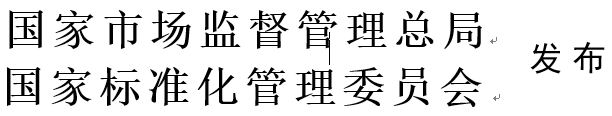 国家市场监督管理总局
国家标准化管理委员会
发布